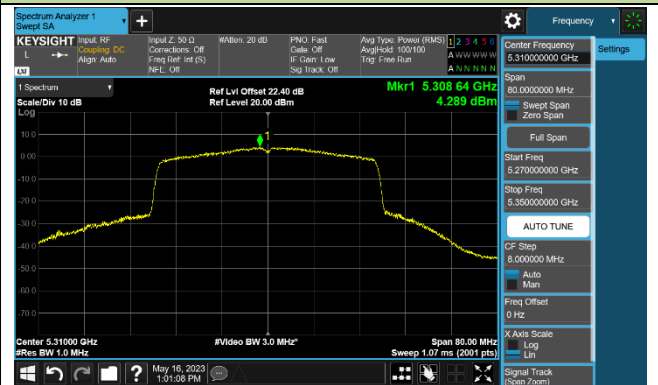 Spectrum Analyzer 1
Swept SA
+
Frequency
KEYSIGHT
L
LXI
Input: RF
Coupling: DC
Align: Auto
Input Z: 50 Ω
Corrections: Off
Freq Ref: Int (S)
NFE: Off
#Atten: 20 dB
PNO: Fast
Gate: Off
IF Gain: Low
Sig Track: Off
Avg Type: Power (RMS)
Avg|Hold: 100/100
Trig: Free Run
1 2 3 4 5 6
A W W W W W
A N N N N N
1 Spectrum
Scale/Div 10 dB
Log
Ref Lvl Offset 22.40 dB
Ref Level 20.00 dBm
Mkr1 5.308 64 GHz
4.289 dBm
1
10.0
0.00
-10.0
-20.0
-30.0
-40.0
-50.0
-60.0
-70.0
Center 5.31000 GHz
#Res BW 1.0 MHz
#Video BW 3.0 MHz*
Span 80.00 MHz
Sweep 1.07 ms (2001 pts)
May 16, 2023
1:01:08 PM
Center Frequency
5.310000000 GHz
Settings
Span
80.0000000 MHz
Swept Span
Zero Span
Full Span
Start Freq
5.270000000 GHz
Stop Freq
5.350000000 GHz
AUTO TUNE
CF Step
8.000000 MHz
Auto
Man
Freq Offset
0 Hz
X Axis Scale
Log
Lin
Signal Track
(Span Zoom)